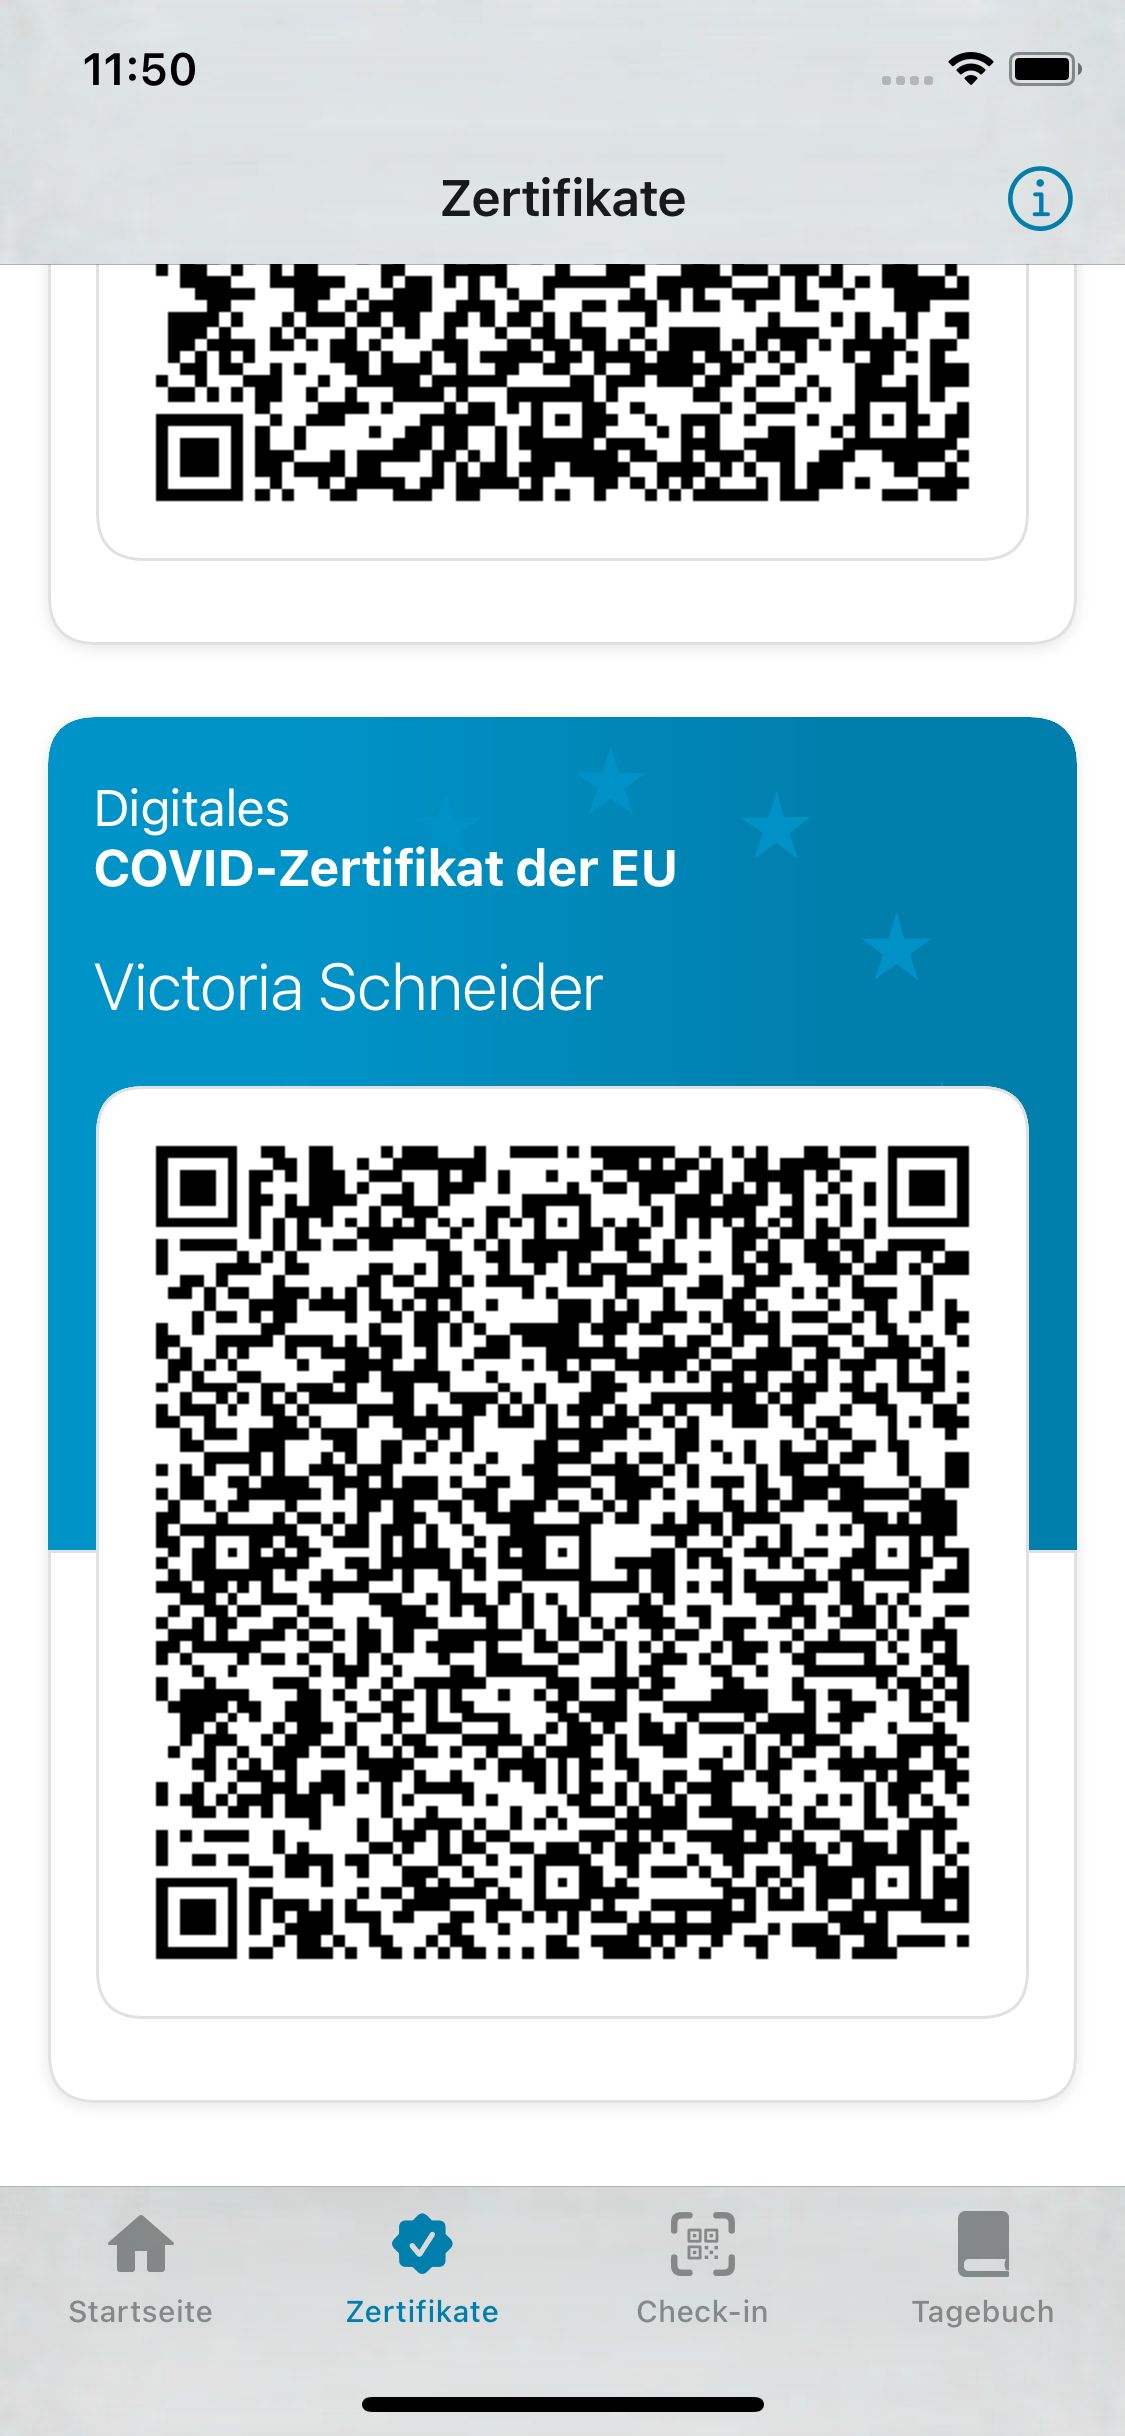 11:50
Zertifikate
Digitales
COVID-Zertifikat der EU
Victoria Schneider
Startseite
Zertifikate
Check-in
Tagebuch